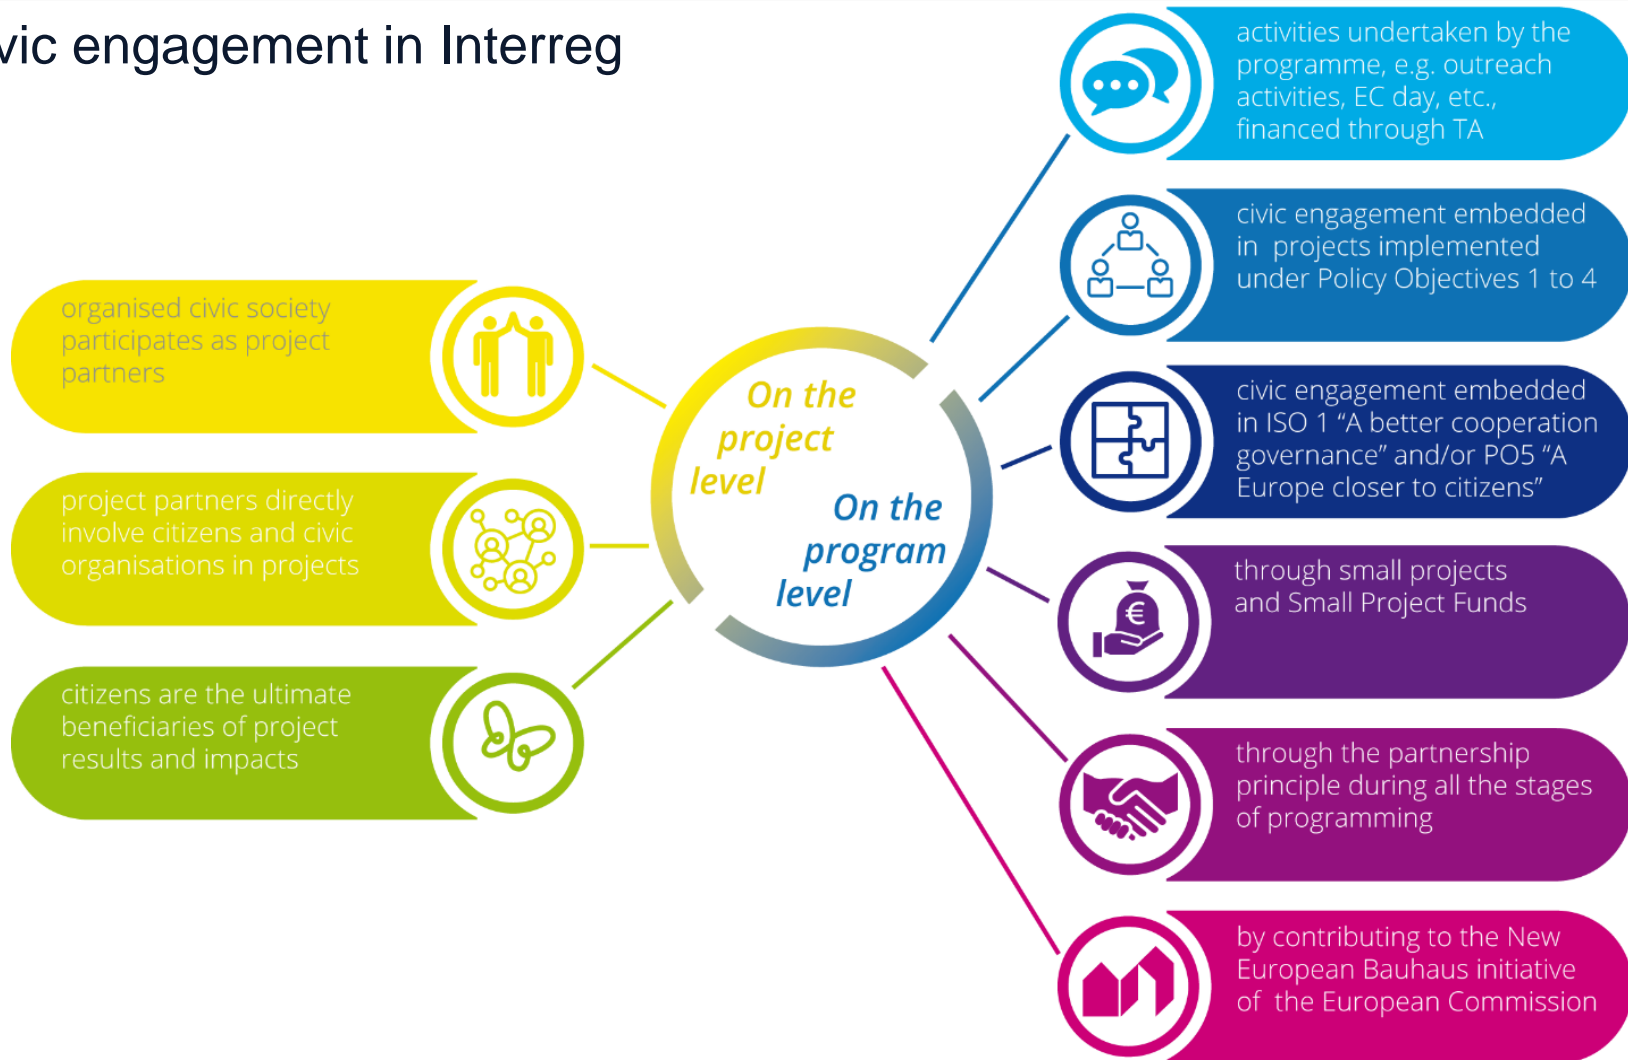 vic engagement in Interreg
organised civic society
participates as project
partners
project partners directly
involve citizens and civic
organisations in projects
citizens are the ultimate
beneficiaries of project
results and impacts
On the
project
level
On the
program
level
activities undertaken by the
programme, e.g. outreach
activities, EC day, etc.,
financed through TA
civic engagement embedded
in projects implemented
under Policy Objectives 1 to 4
civic engagement embedded
in ISO 1 “A better cooperation
governance” and/or PO5 “A
Europe closer to citizens”
€
through small projects
and Small Project Funds
through the partnership
principle during all the stages
of programming
by contributing to the New
European Bauhaus initiative
of the European Commission